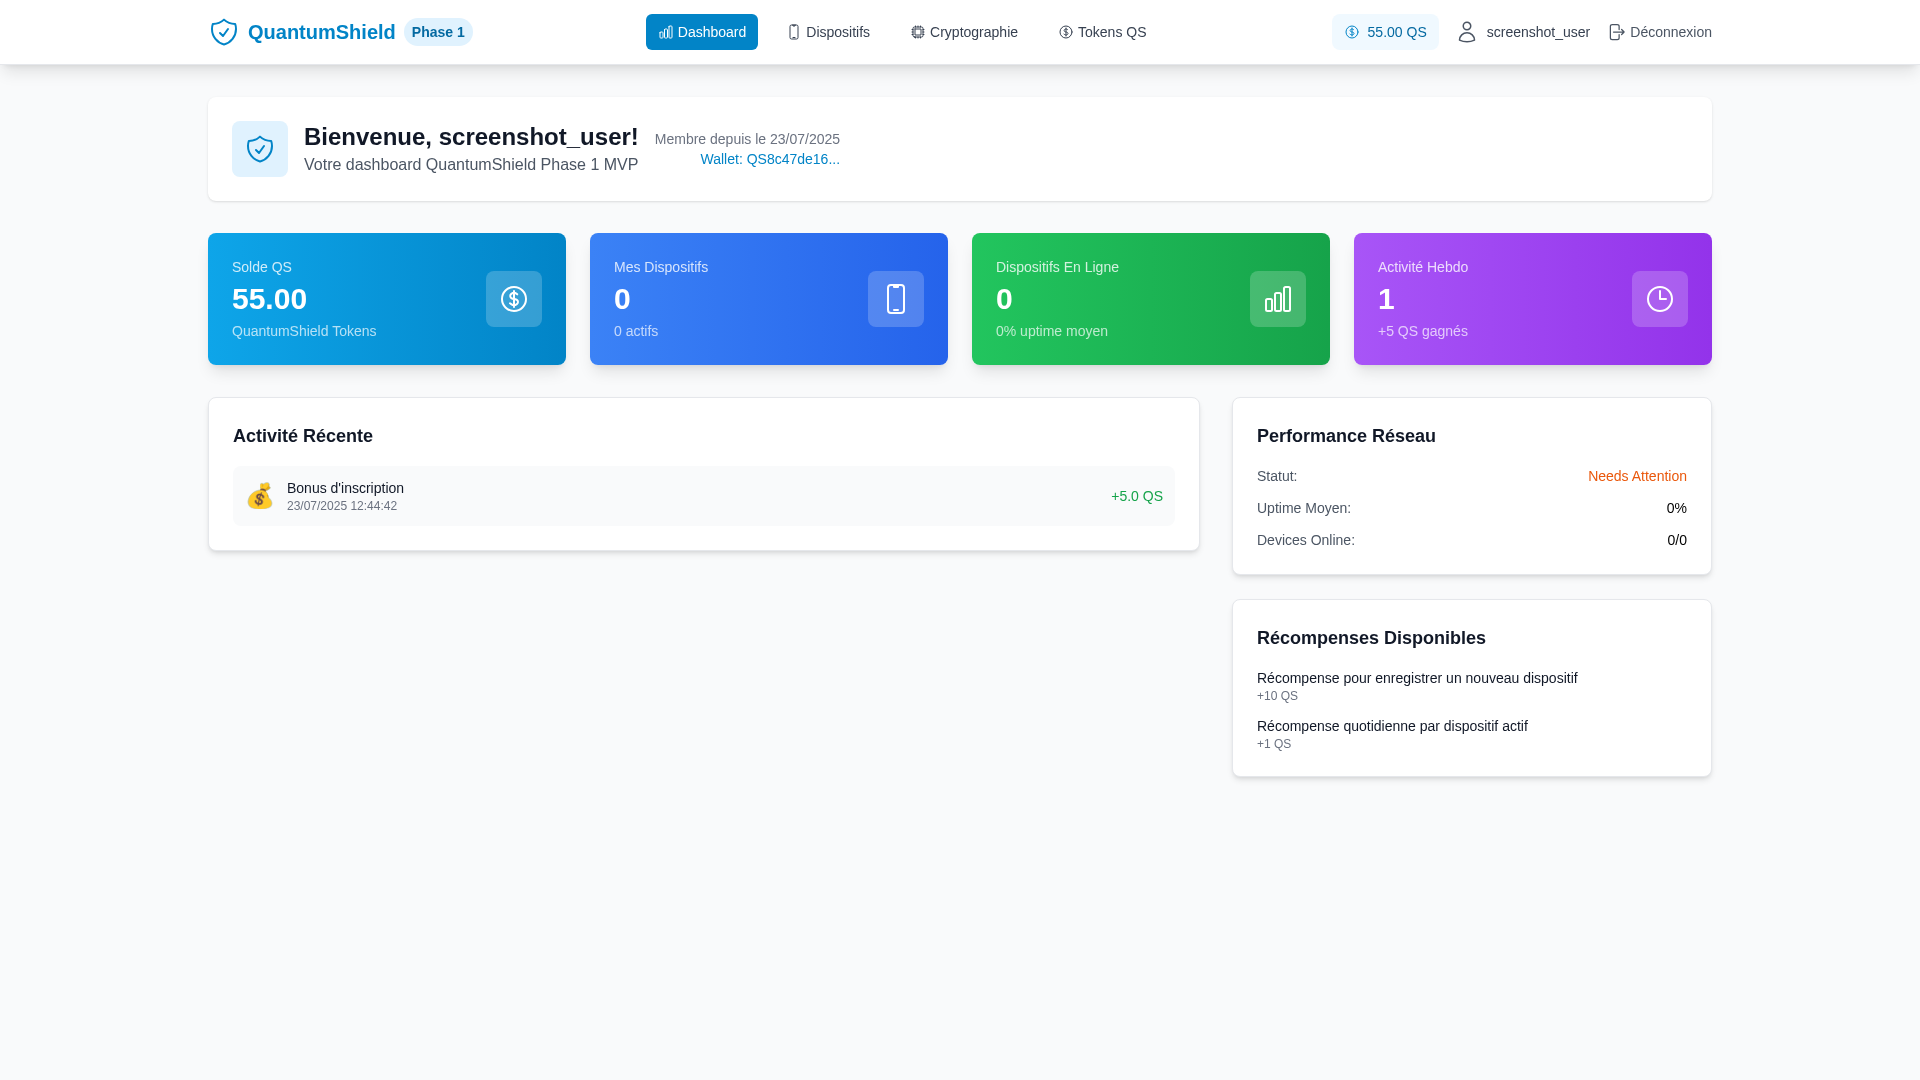 QuantumShield Phase 1
Dashboard
Dispositifs
Cryptographie
Tokens QS
55.00 QS
screenshot_user
Déconnexion
Bienvenue, screenshot_user!
Votre dashboard QuantumShield Phase 1 MVP
Membre depuis le 23/07/2025
Wallet: QS8c47de16...
Solde QS
55.00
QuantumShield Tokens
Mes Dispositifs
0
0 actifs
Dispositifs En Ligne
0
0% uptime moyen
Activité Hebdo
1
+5 QS gagnés
Activité Récente
Bonus d'inscription
23/07/2025 12:44:42
+5.0 QS
Performance Réseau
Statut: Needs Attention
Uptime Moyen: 0%
Devices Online: 0/0
Récompenses Disponibles
Récompense pour enregistrer un nouveau dispositif
+10 QS
Récompense quotidienne par dispositif actif
+1 QS